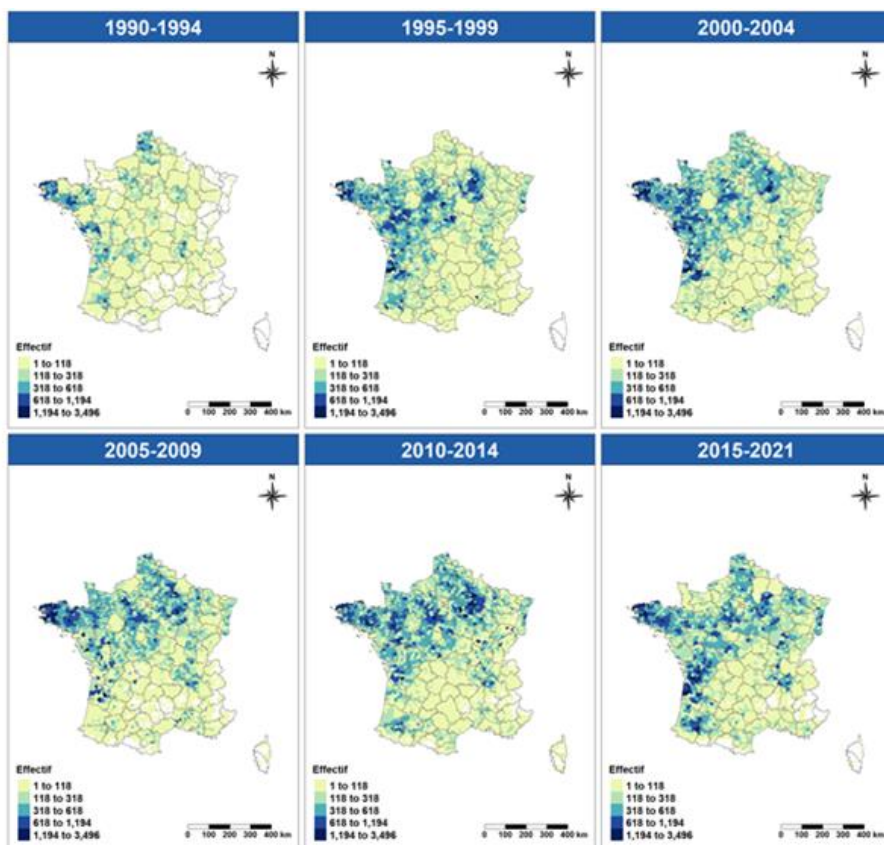 1990-1994
1995-1999
2000-2004
N
N
N
Effectif
1 to 118
118 to 318
318 to 618
618 to 1,194
1,194 to 3,496
0 100 200 300 400 km
Effectif
1 to 118
118 to 318
318 to 618
618 to 1,194
1,194 to 3,496
0 100 200 300 400 km
Effectif
1 to 118
118 to 318
318 to 618
618 to 1,194
1,194 to 3,496
0 100 200 300 400 km
2005-2009
2010-2014
2015-2021
N
N
N
Effectif
1 to 118
118 to 318
318 to 618
618 to 1,194
1,194 to 3,496
0 100 200 300 400 km
Effectif
1 to 118
118 to 318
318 to 618
618 to 1,194
1,194 to 3,496
0 100 200 300 400 km
Effectif
1 to 118
118 to 318
318 to 618
618 to 1,194
1,194 to 3,496
0 100 200 300 400 km